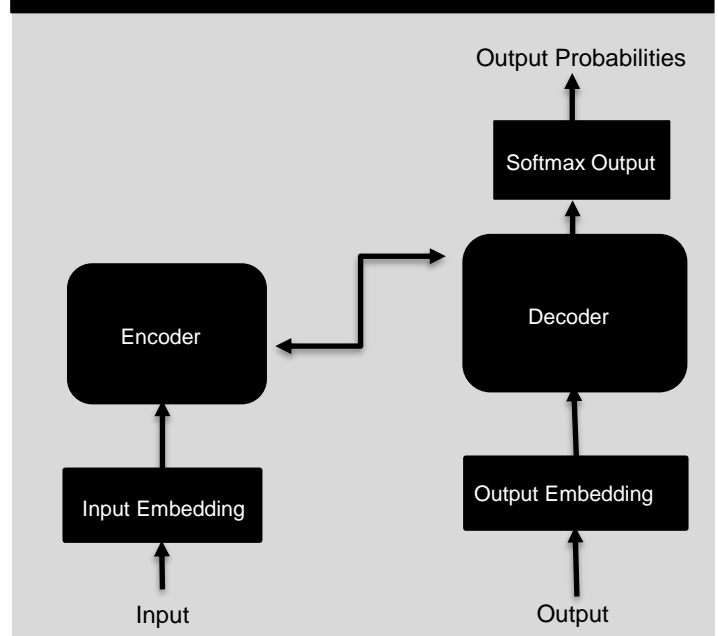 Output Probabilities
Softmax Output
Decoder
Encoder
Output Embedding
Input Embedding
Output
Input